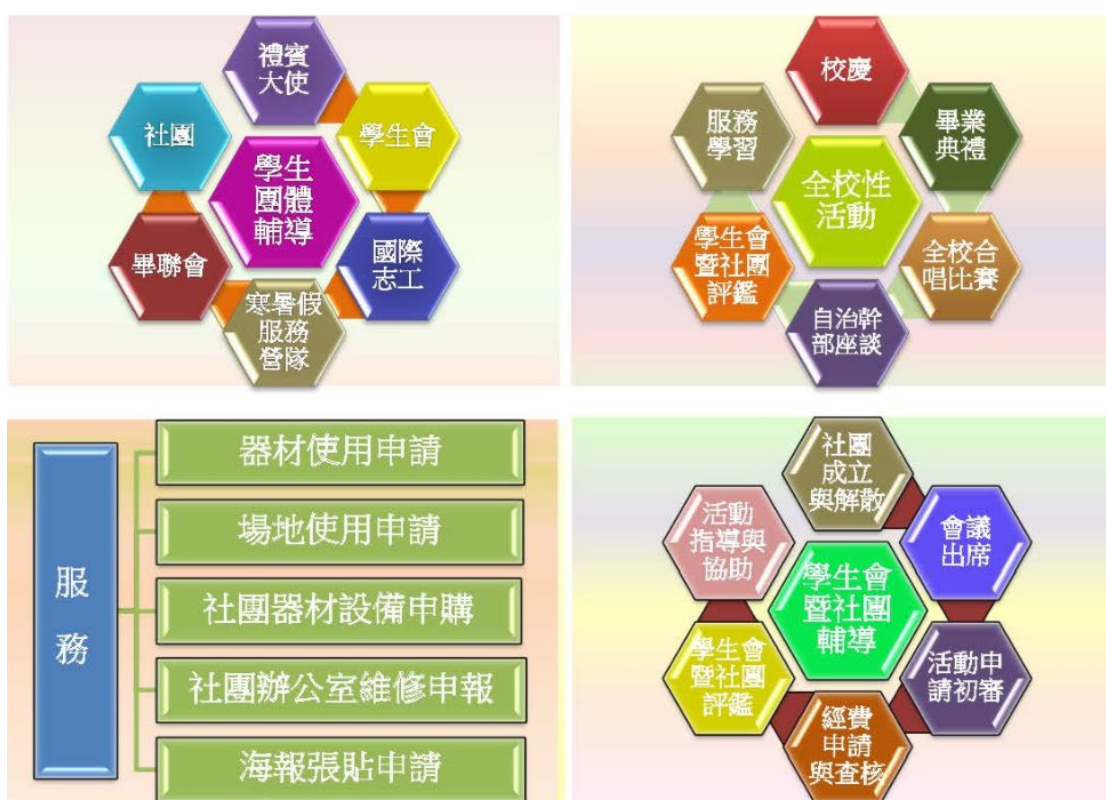 禮賓
大使
社團
學生會
學生
團體
輔導
畢聯會
國際
志工
寒暑假
服務
營隊
校慶
服務
學習
畢業
典禮
全校性
活動
學生會
暨社團
評鑑
全校合
唱比賽
自治幹
部座談
服
務
器材使用申請
場地使用申請
社團器材設備申購
社團辦公室維修申報
海報張貼申請
社團
成立
與解散
活動
指導與
協助
會議
出席
學生會
暨社團
輔導
學生會
暨社團
評鑑
活動申
請初審
經費
申請
與查核